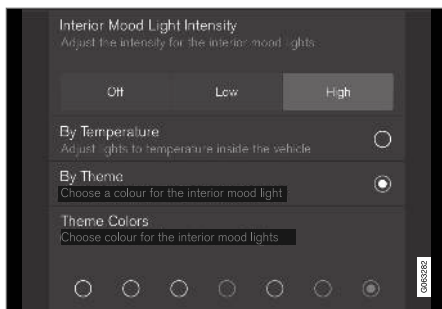 Interior Mood Light Intensity
Adjust the intensity for the interior mood lights
Off Low High
By Temperature
Adjust lights to temperature inside the vehicle
By Theme
Choose a colour for the interior mood light
Theme Colors
Choose colour for the interior mood lights
G063282